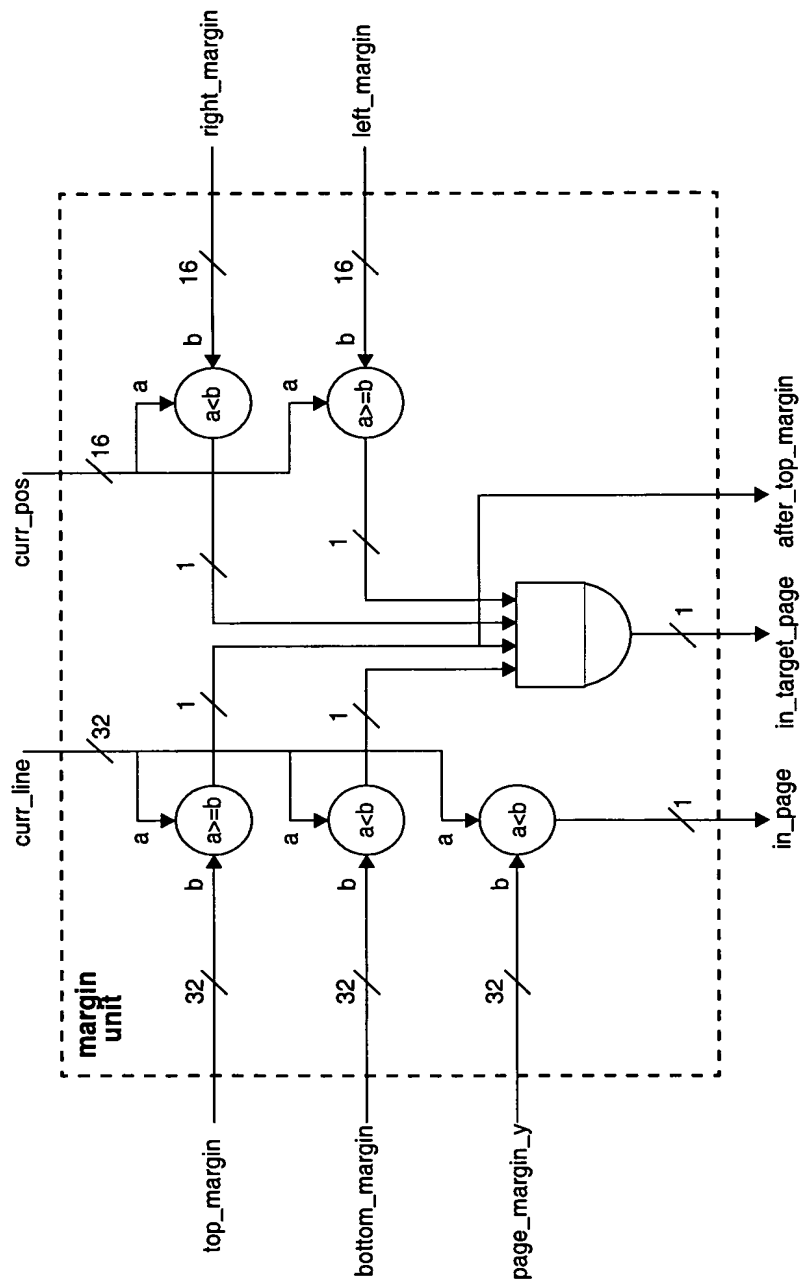 curr_line
curr_pos
margin
unit
32
16
top_margin
32
b
a
a>=b
1
1
a
a<b
b
16
right_margin
bottom_margin
32
b
a
a<b
1
1
a
a>=b
b
16
left_margin
page_margin_y
32
b
a
a<b
1
1
in_page
in_target_page
after_top_margin